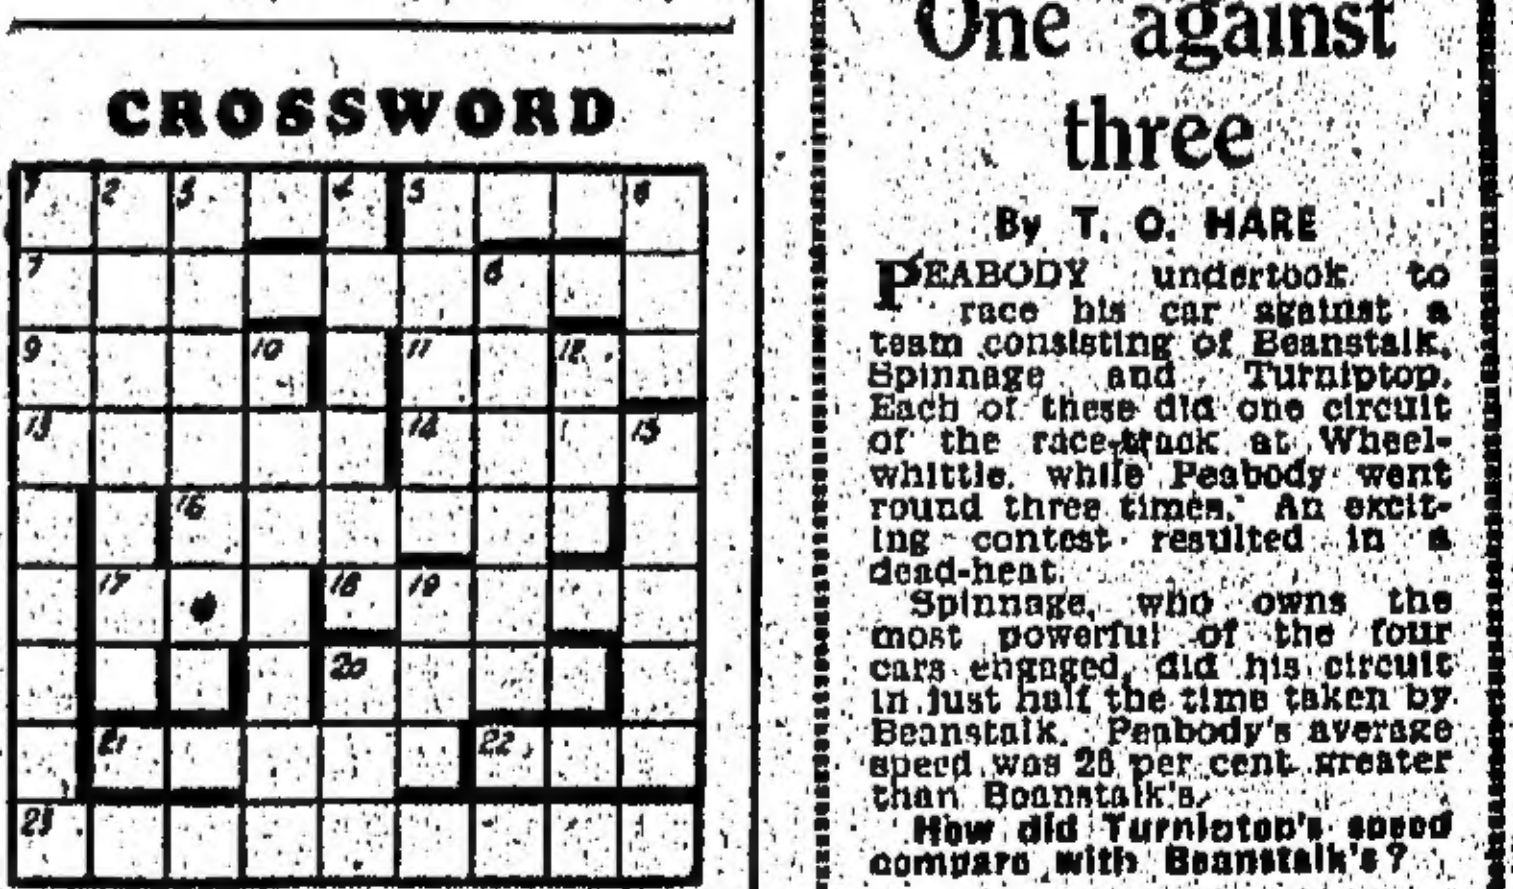 CROSSWORD
1 2 3 4 5 6
7 8
9 10 11 12
13 14 15
16
17 18 19
20
21 22
23
One against
three
By T. O. HARE
PEABODY undertook to
race his car against a
team consisting of Beanstalk,
Spinnage and Turniptop.
Each of these did one circuit
of the race-track at Wheel-
whittle, while Peabody went
round three times. An excit-
ing contest resulted in a
dead-heat.
Spinnage, who owns the
most powerful of the four
cars engaged, did his circuit
in just half the time taken by
Beanstalk. Peabody's average
speed was per cent. greater
than Beanstalk's.
How did Turniptop's speed
compare with Beanstalk's?